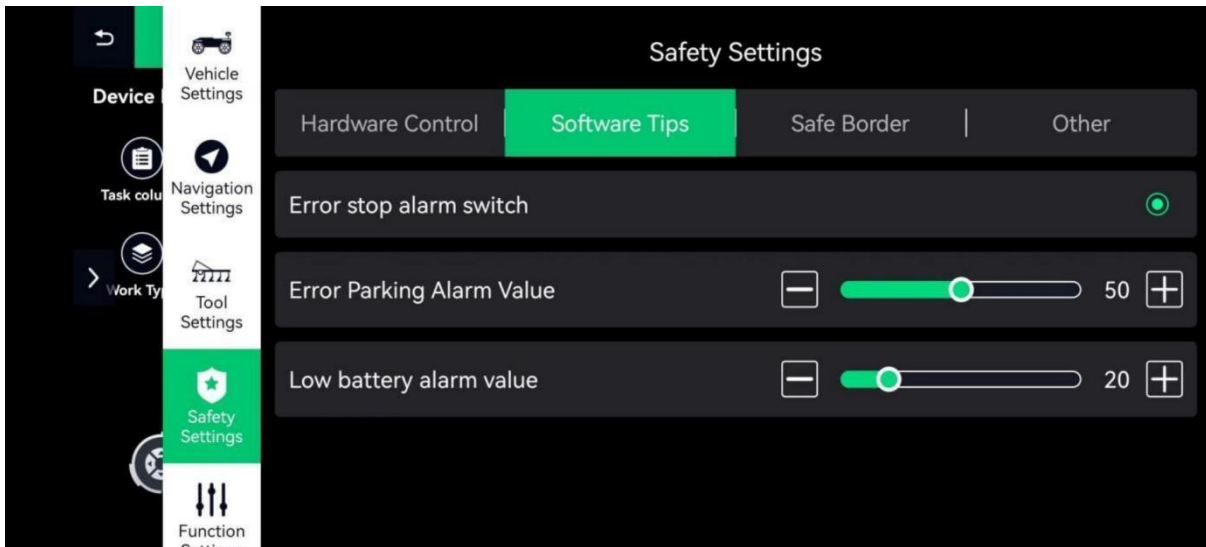 Device
Task colu
Work Ty
Vehicle
Settings
Navigation
Settings
Tool
Settings
Safety
Settings
Function
Safety Settings
Hardware Control
Software Tips
Safe Border
Other
Error stop alarm switch
Error Parking Alarm Value
50
Low battery alarm value
20